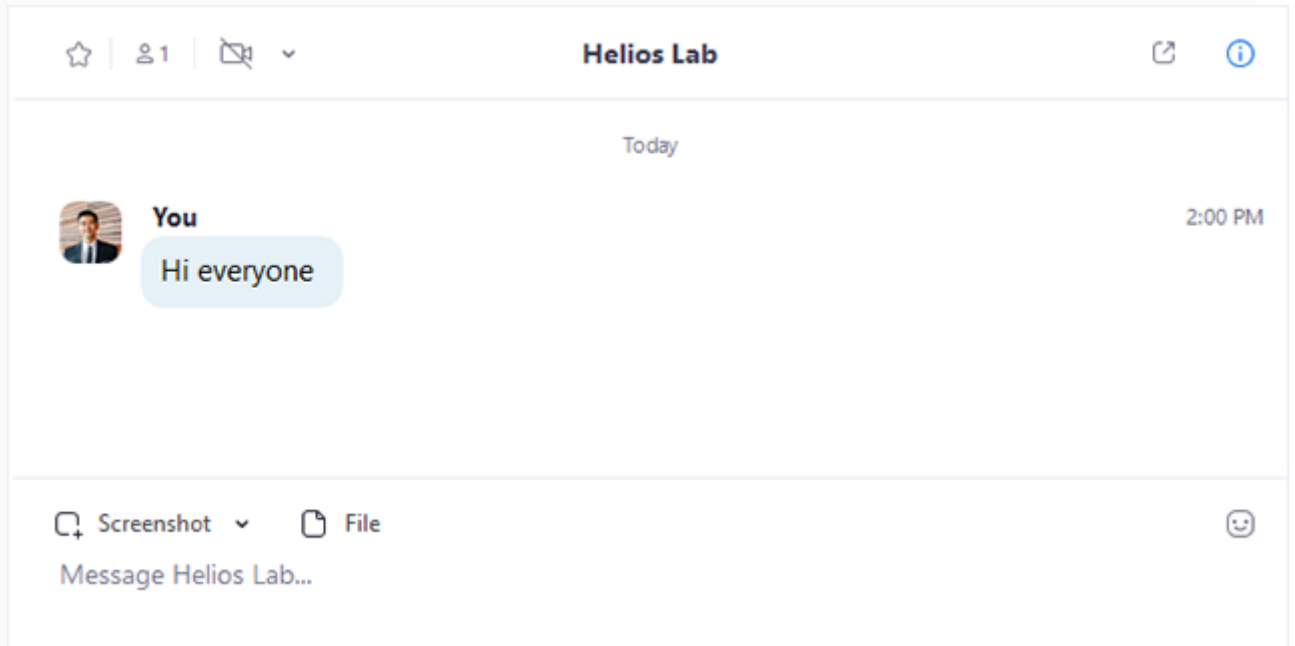 1
Helios Lab
Today
You
2:00 PM
Hi everyone
Screenshot File
Message Helios Lab...